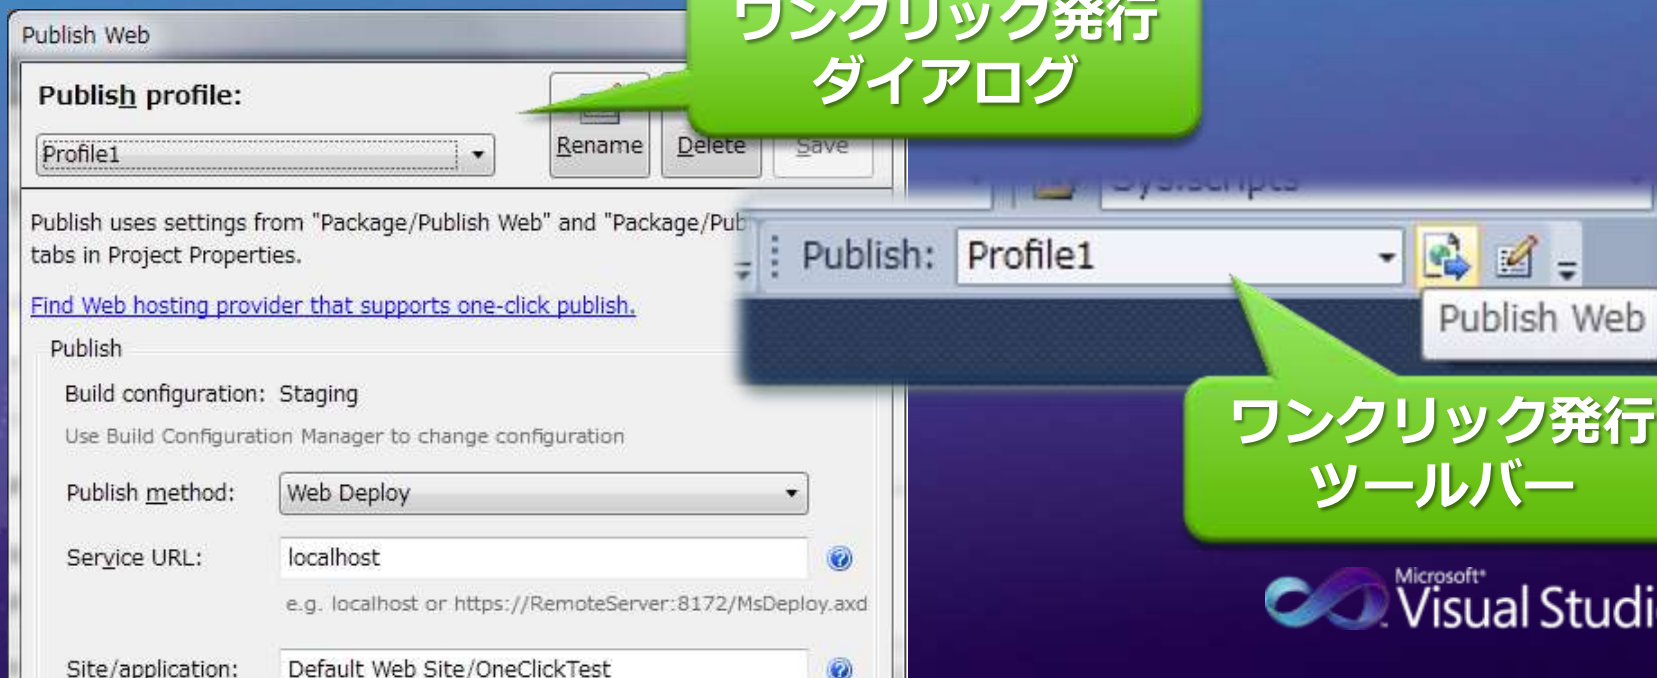 Publish Web
Publish profile:
Profile1
Rename
Delete
Save
ワンクリック発行
ダイアログ
Publish uses settings from "Package/Publish Web" and "Package/Pub
tabs in Project Properties.
Find Web hosting provider that supports one-click publish.
Publish
Build configuration: Staging
Use Build Configuration Manager to change configuration
Publish method: Web Deploy
Service URL: localhost
e.g. localhost or https://RemoteServer:8172/MsDeploy.axd
Site/application: Default Web Site/OneClickTest
Sys.scripts
Publish: Profile1
Publish Web
ワンクリック発行
ツールバー
Microsoft
Visual Studi